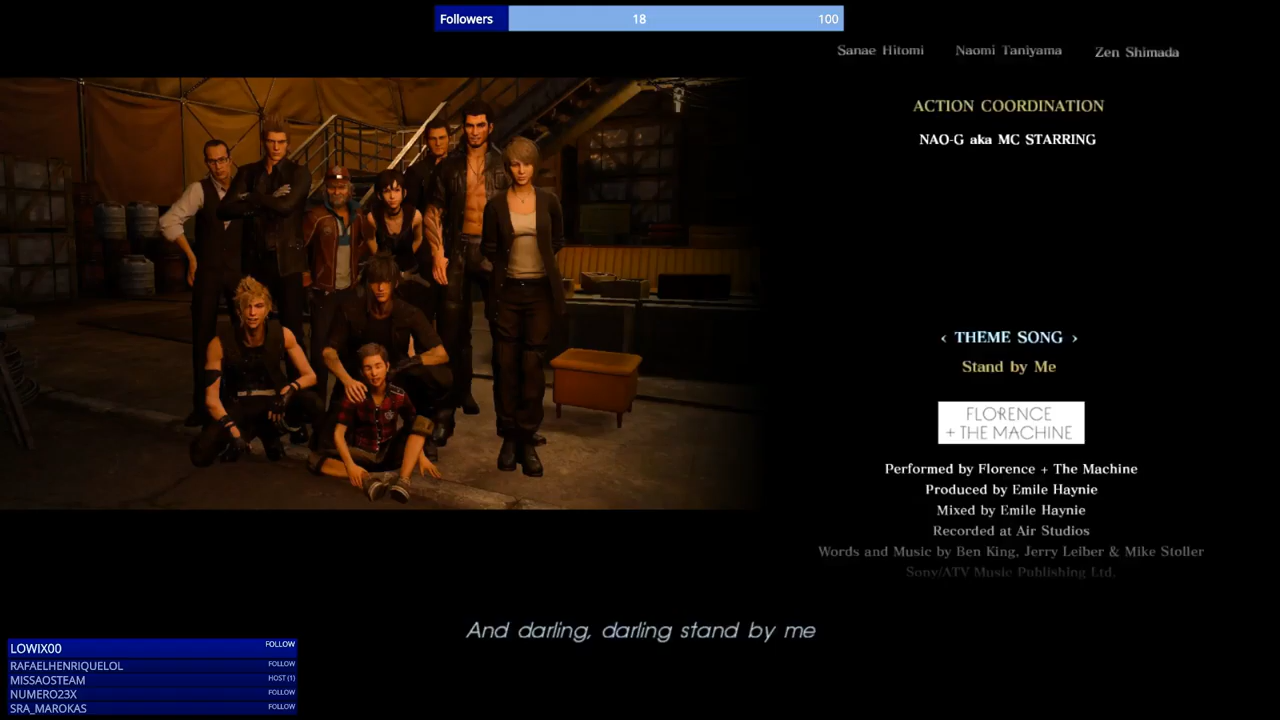 Followers 18 100
Sanae Hitomi Naomi Taniyama Zen Shimada
ACTION COORDINATION
NAO-G aka MC STARRING
‹ THEME SONG ›
Stand by Me
FLORENCE
+ THE MACHINE
Performed by Florence + The Machine
Produced by Emile Haynie
Mixed by Emile Haynie
Recorded at Air Studios
Words and Music by Ben King, Jerry Leiber & Mike Stoller
Sony/ATV Music Publishing Ltd.
And darling, darling stand by me
LOWIX00 FOLLOW
RAFAELHENRIQUELOL FOLLOW
MISSAOSTEAM HOST (1)
NUMERO23X FOLLOW
SRA_MAROKAS FOLLOW